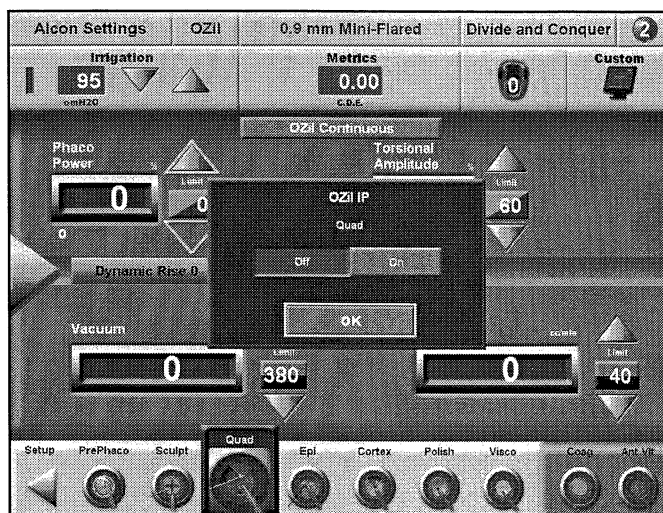 Alcon Settings OZil 0.9 mm Mini-Flared Divide and Conquer 2
Irrigation Metrics Custom
95 0.00 0
cmH2O C.D.E.
OZil Continuous
Phaco Power % Torsional Amplitude %
Limit Limit
0 0 60
0
OZil IP
Quad
Off On
OK
Dynamic Rise 0
Vacuum cc/min
Limit Limit
0 380 0 40
Setup PrePhaco Sculpt Quad Epi Cortex Polish Visco Coag Ant Vit